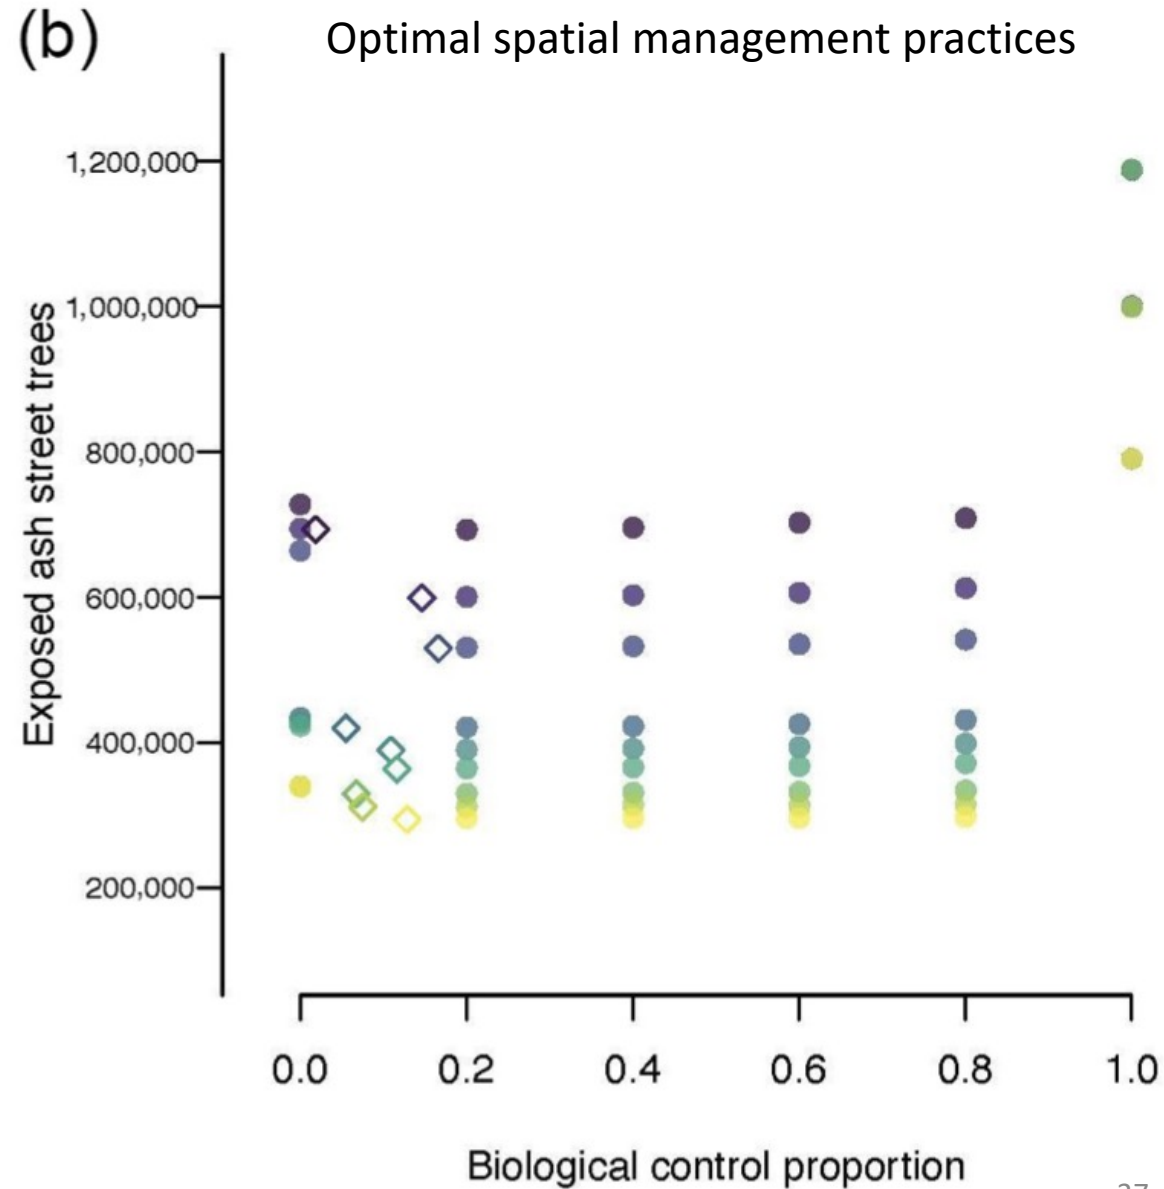 (b)
Optimal spatial management practices
Exposed ash street trees
1,200,000
1,000,000
800,000
600,000
400,000
200,000
0.0 0.2 0.4 0.6 0.8 1.0
Biological control proportion